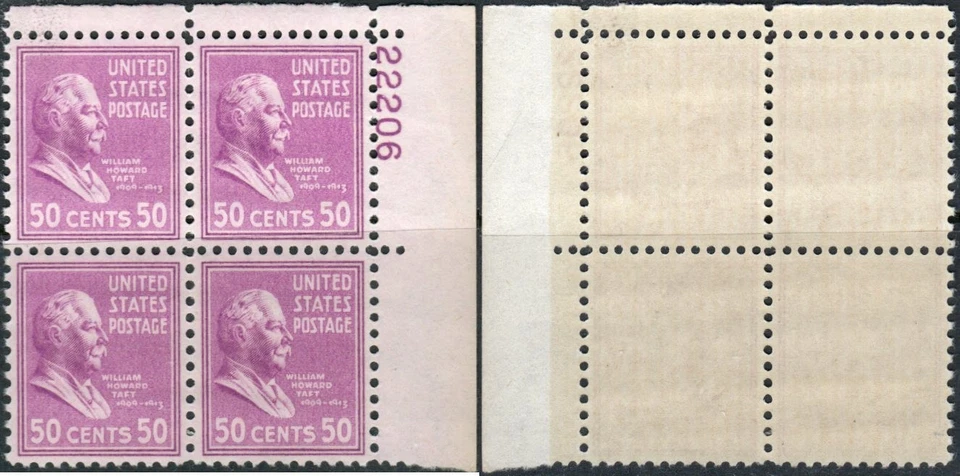 UNITED
STATES
POSTAGE
WILLIAM
HOWARD
TAFT
1909-1913
50 CENTS 50
UNITED
STATES
POSTAGE
WILLIAM
HOWARD
TAFT
1909-1913
50 CENTS 50
22206
UNITED
STATES
POSTAGE
WILLIAM
HOWARD
TAFT
1909-1913
50 CENTS 50
UNITED
STATES
POSTAGE
WILLIAM
HOWARD
TAFT
1909-1913
50 CENTS 50